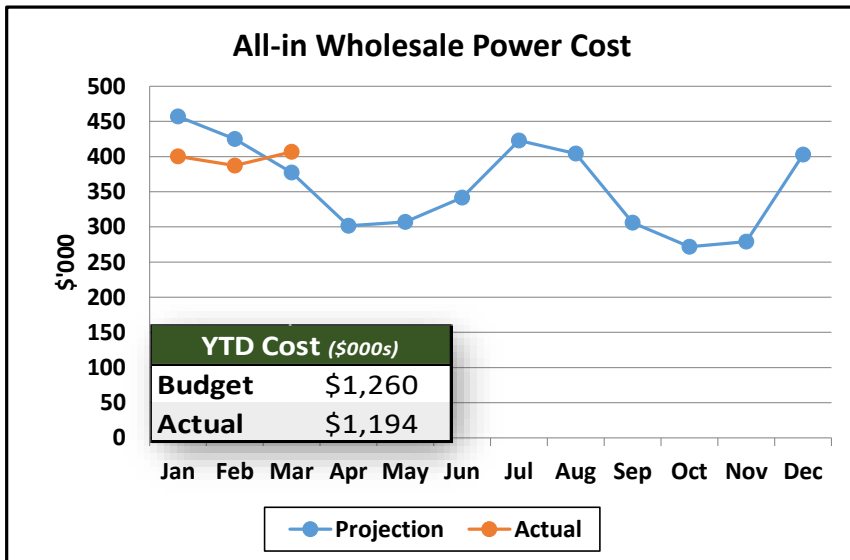 All-in Wholesale Power Cost
$'000
500
450
400
350
300
250
200
150
100
50
0
YTD Cost ($000s)
Budget $1,260
Actual $1,194
Jan Feb Mar Apr May Jun Jul Aug Sep Oct Nov Dec
Projection Actual